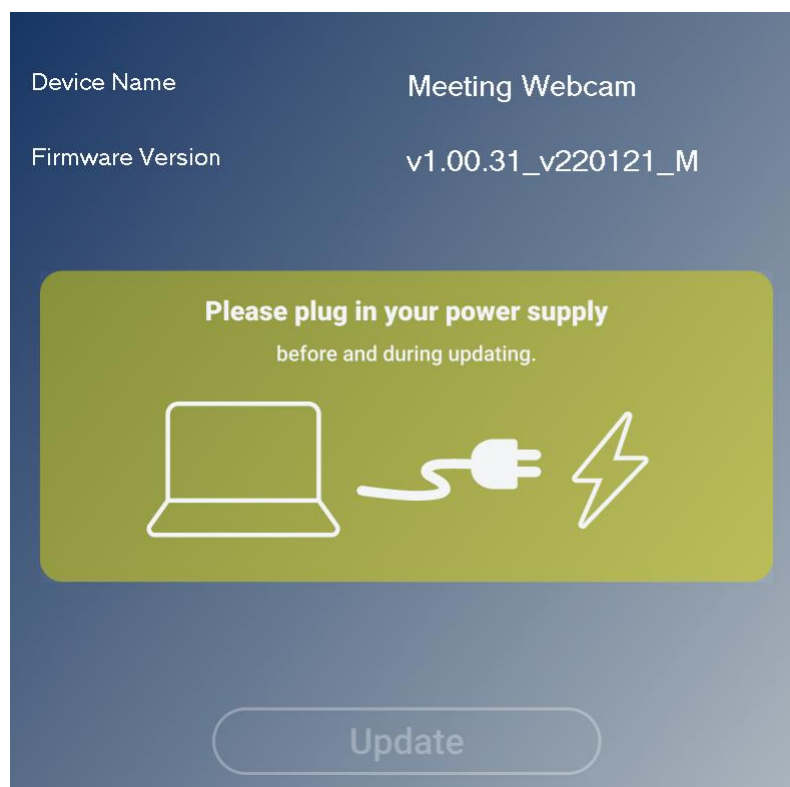 Device Name Meeting Webcam
Firmware Version v1.00.31_v220121_M
Please plug in your power supply
before and during updating.
Update